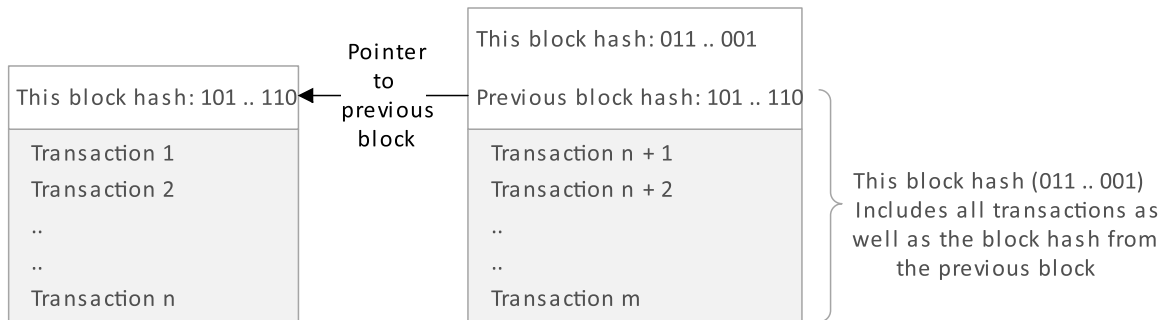 This block hash: 101 .. 110
Transaction 1
Transaction 2
..
..
Transaction n
Pointer
to
previous
block
This block hash: 011 .. 001
Previous block hash: 101 .. 110
Transaction n + 1
Transaction n + 2
..
..
Transaction m
This block hash (011 .. 001)
Includes all transactions as
well as the block hash from
the previous block